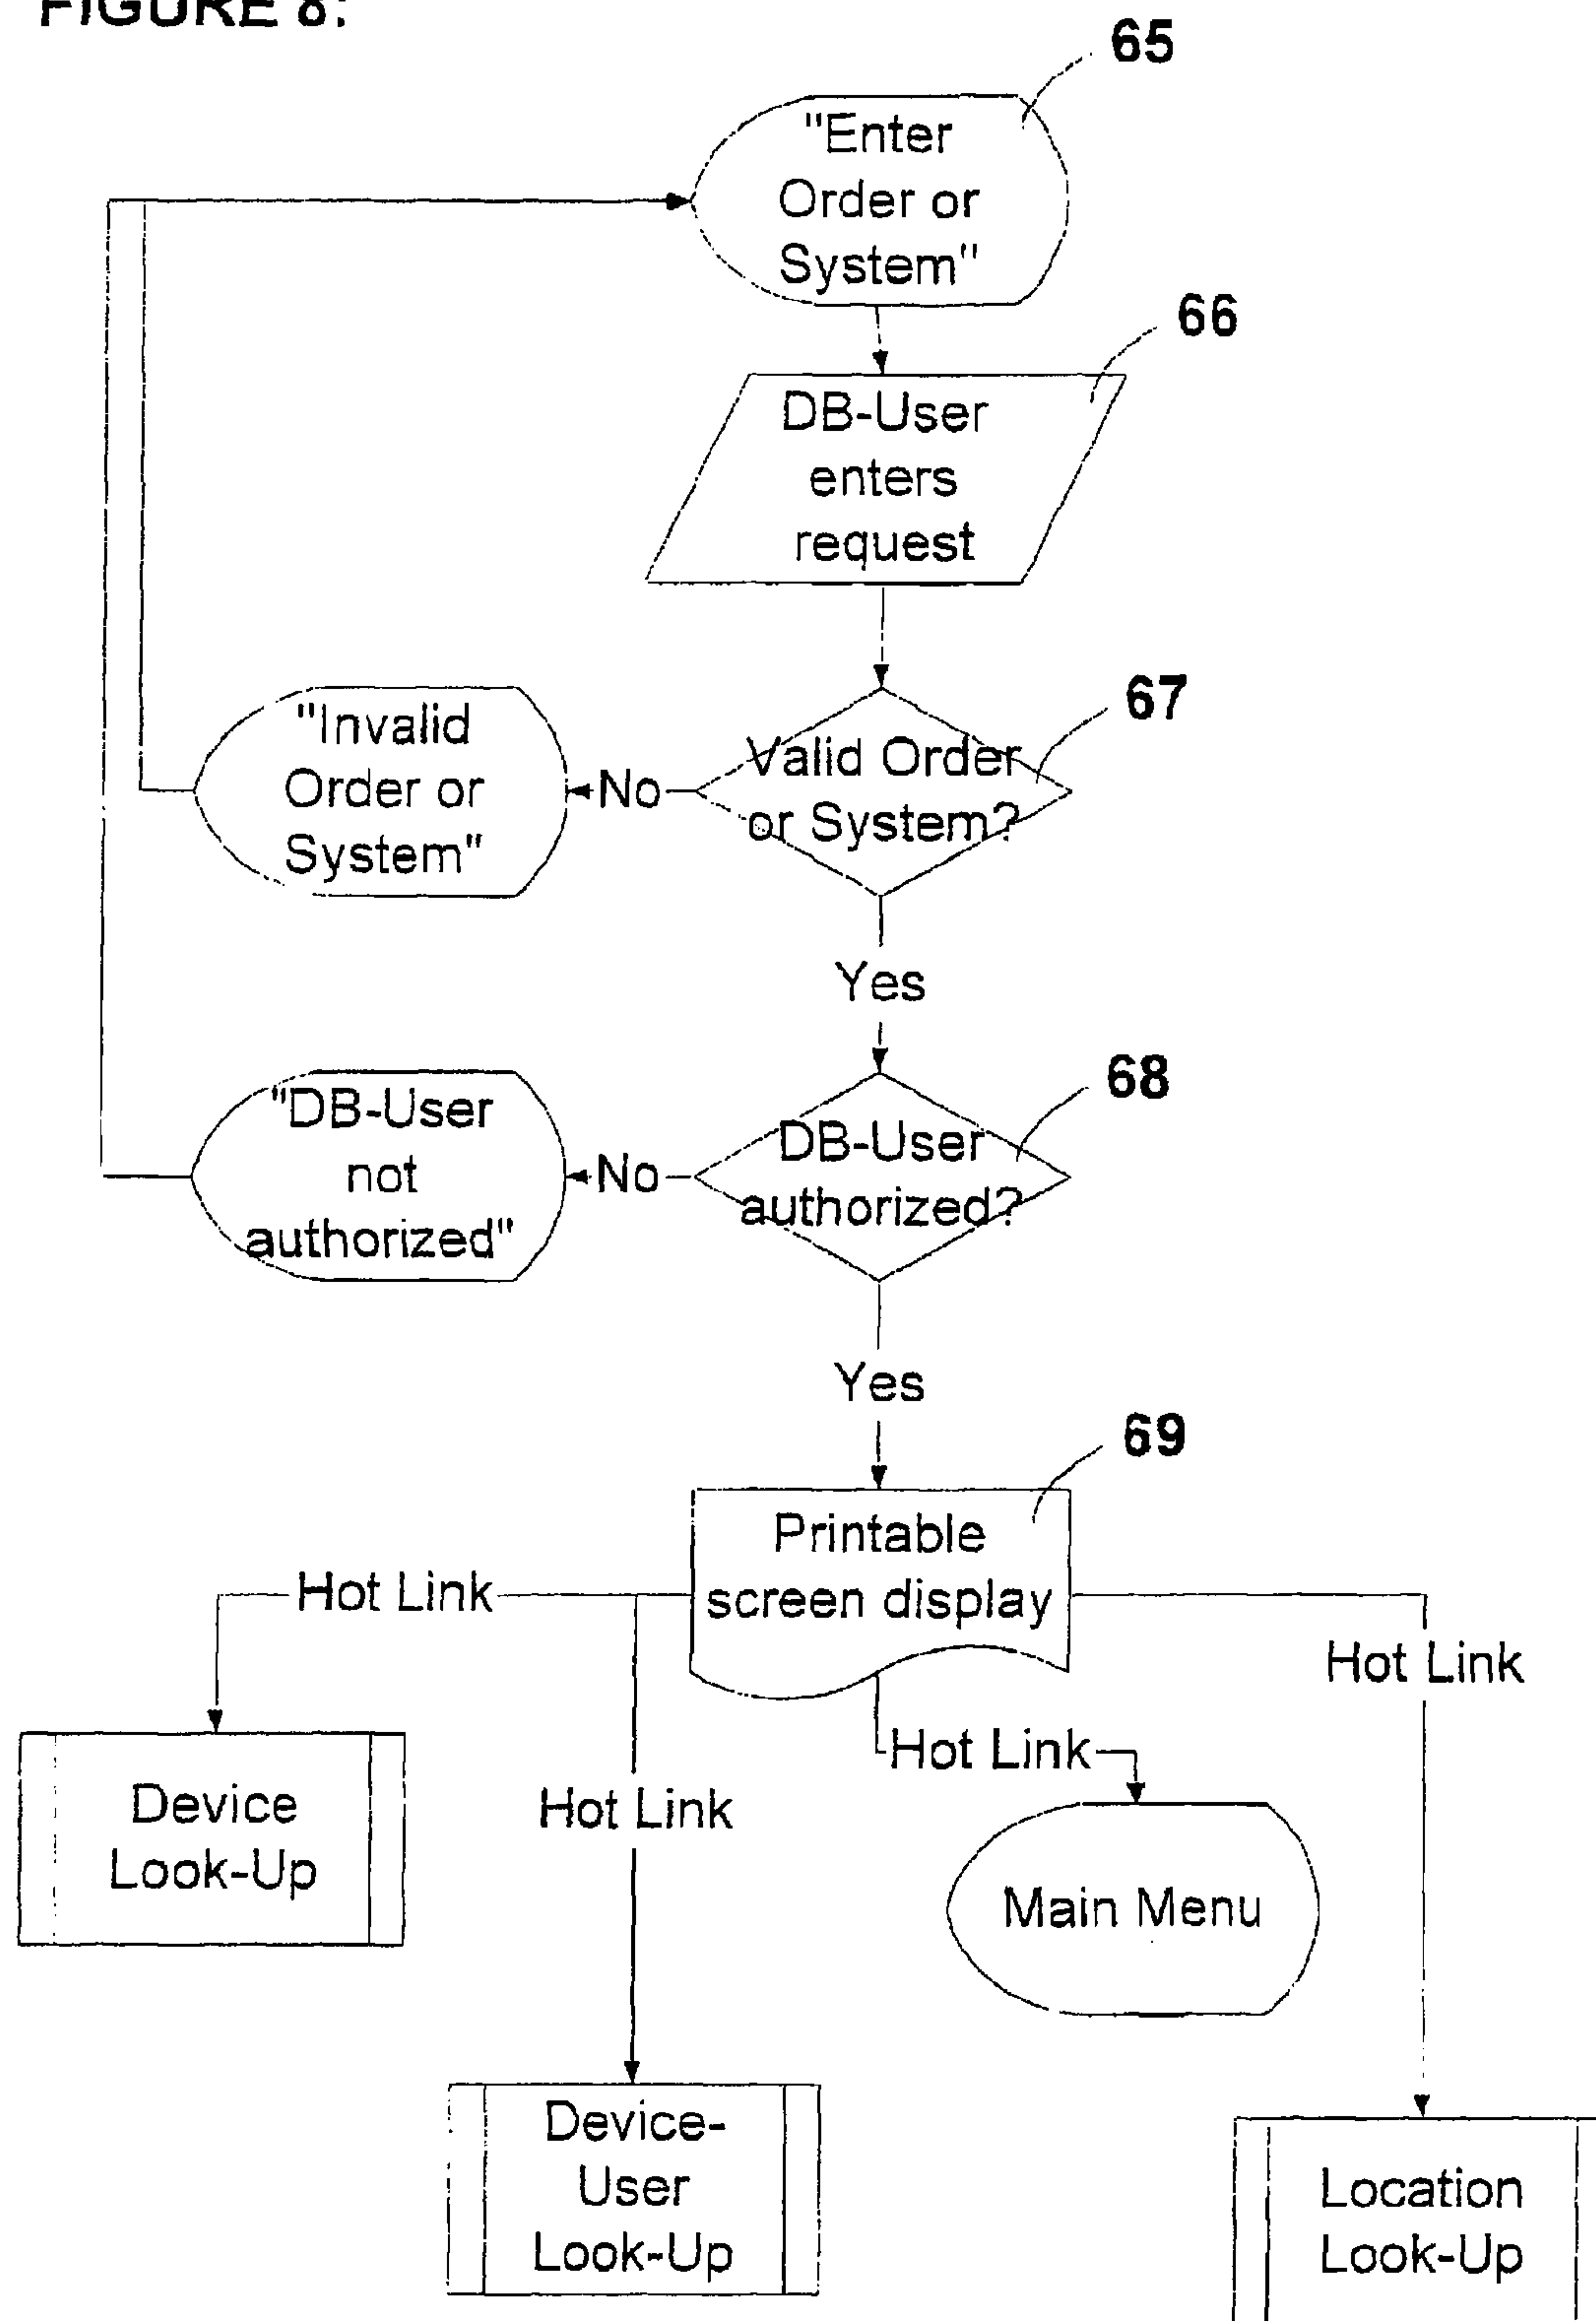 FIGURE 8:
65
"Enter
Order or
System"
66
DB-User
enters
request
67
Valid Order
or System?
No
"Invalid
Order or
System"
Yes
68
DB-User
authorized?
No
"DB-User
not
authorized"
Yes
69
Printable
screen display
Hot Link
Hot Link
Hot Link
Hot Link
Device
Look-Up
Main Menu
Device-
User
Look-Up
Location
Look-Up